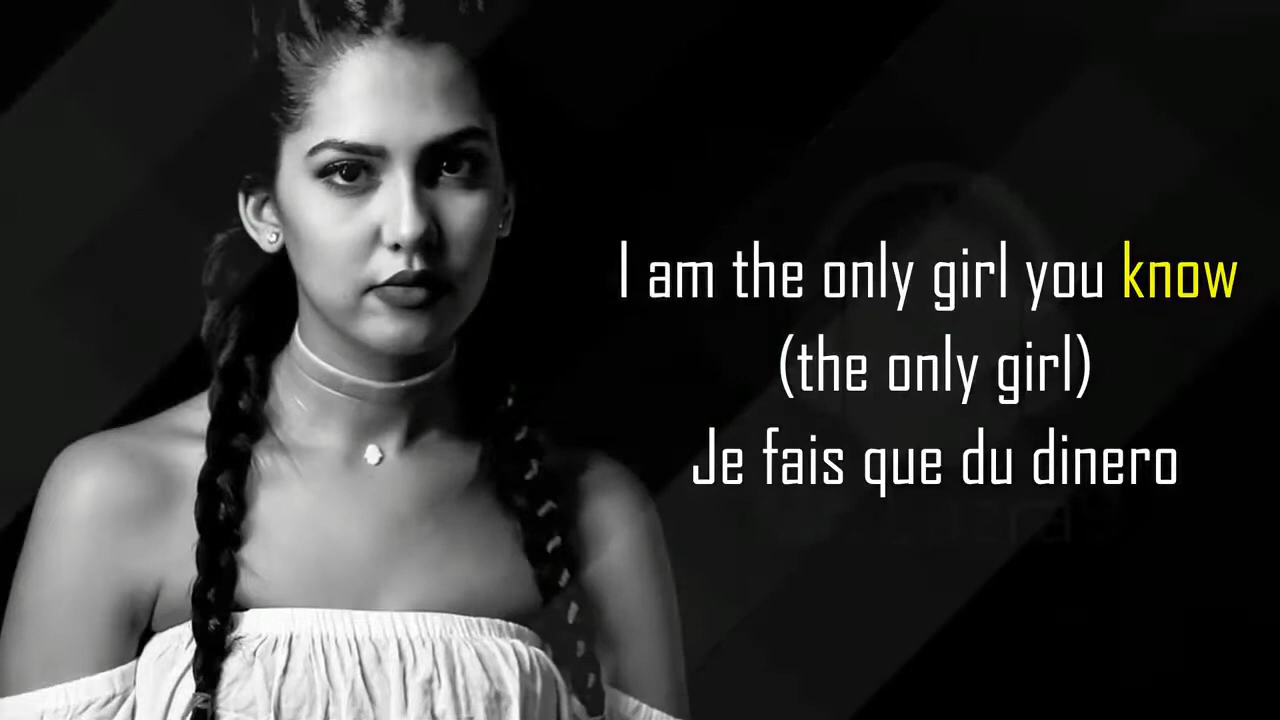 I am the only girl you know
(the only girl)
Je fais que du dinero